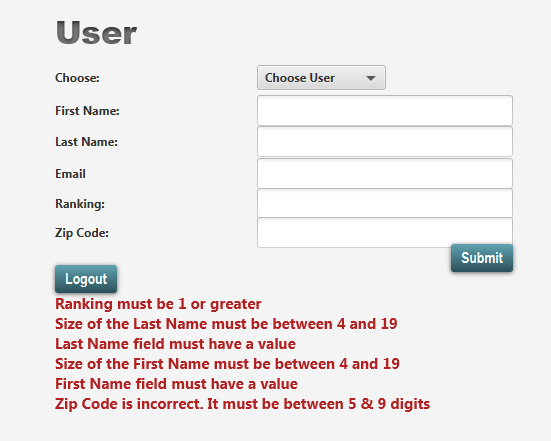 User
Choose:
Choose User
First Name:
Last Name:
Email
Ranking:
Zip Code:
Submit
Logout
Ranking must be 1 or greater
Size of the Last Name must be between 4 and 19
Last Name field must have a value
Size of the First Name must be between 4 and 19
First Name field must have a value
Zip Code is incorrect. It must be between 5 & 9 digits